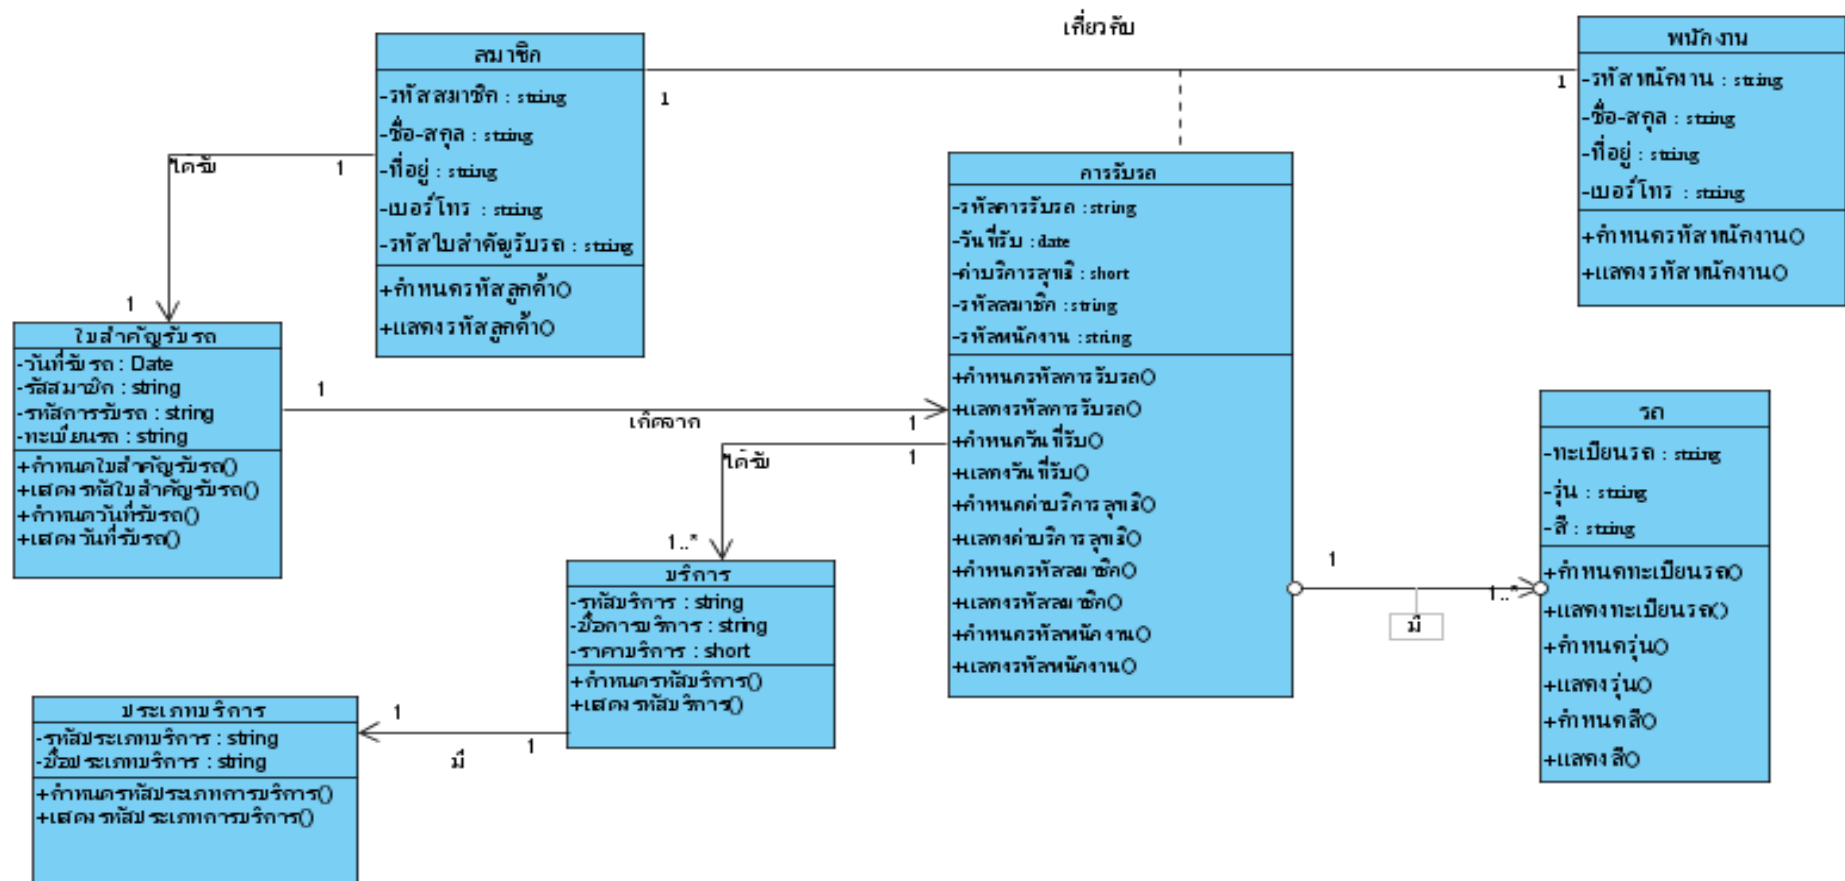 เกี่ยวกับ
สมาชิก
-รหัสสมาชิก : string
-ชื่อ-สกุล : string
-ที่อยู่ : string
-เบอร์โทร : string
-รหัสใบสำคัญรับรถ : string
+กำหนดรหัสลูกค้า()
+แสดงรหัสลูกค้า()
1
1
พนักงาน
-รหัสพนักงาน : string
-ชื่อ-สกุล : string
-ที่อยู่ : string
-เบอร์โทร : string
+กำหนดรหัสพนักงาน()
+แสดงรหัสพนักงาน()
ได้รับ
1
1
การรับรถ
-รหัสการรับรถ : string
-วันที่รับ : date
-ค่าบริการสุทธิ : short
-รหัสสมาชิก : string
-รหัสพนักงาน : string
+กำหนดรหัสการรับรถ()
+แสดงรหัสการรับรถ()
+กำหนดวันที่รับ()
+แสดงวันที่รับ()
+กำหนดค่าบริการสุทธิ()
+แสดงค่าบริการสุทธิ()
+กำหนดรหัสสมาชิก()
+แสดงรหัสสมาชิก()
+กำหนดรหัสพนักงาน()
+แสดงรหัสพนักงาน()
ใบสำคัญรับรถ
-วันที่รับรถ : Date
-รัสสมาชิก : string
-รหัสการรับรถ : string
-ทะเบียนรถ : string
+กำหนดใบสำคัญรับรถ()
+แสดงรหัสใบสำคัญรับรถ()
+กำหนดวันที่รับรถ()
+แสดงวันที่รับรถ()
1
เกิดจาก
1
ได้รับ
1
1..*
รถ
-ทะเบียนรถ : string
-รุ่น : string
-สี : string
+กำหนดทะเบียนรถ()
+แสดงทะเบียนรถ()
+กำหนดรุ่น()
+แสดงรุ่น()
+กำหนดสี()
+แสดงสี()
1
1..*
มี
บริการ
-รหัสบริการ : string
-ชื่อการบริการ : string
-ราคาบริการ : short
+กำหนดรหัสบริการ()
+แสดงรหัสบริการ()
1
มี
1
ประเภทบริการ
-รหัสประเภทบริการ : string
-ชื่อประเภทบริการ : string
+กำหนดรหัสประเภทการบริการ()
+แสดงรหัสประเภทการบริการ()